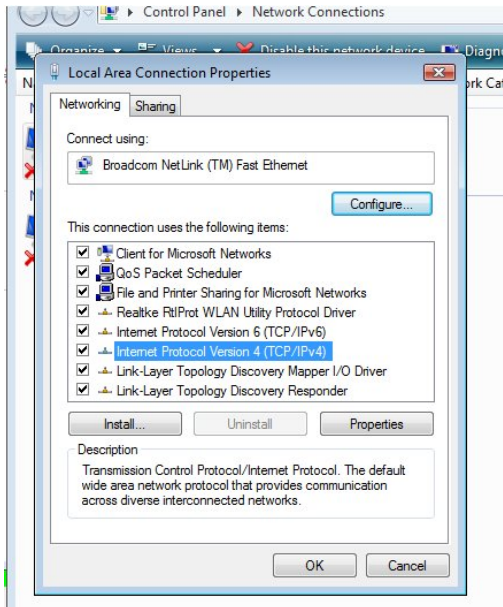 Control Panel ▸ Network Connections
Organize Views Disable this network device Diagn
Local Area Connection Properties
N
ork Cat
Networking Sharing
Connect using:
Broadcom NetLink (TM) Fast Ethernet
Configure...
This connection uses the following items:
Client for Microsoft Networks
QoS Packet Scheduler
File and Printer Sharing for Microsoft Networks
Realtke RtlProt WLAN Utility Protocol Driver
Internet Protocol Version 6 (TCP/IPv6)
Internet Protocol Version 4 (TCP/IPv4)
Link-Layer Topology Discovery Mapper I/O Driver
Link-Layer Topology Discovery Responder
Install... Uninstall Properties
Description
Transmission Control Protocol/Internet Protocol. The default
wide area network protocol that provides communication
across diverse interconnected networks.
OK Cancel